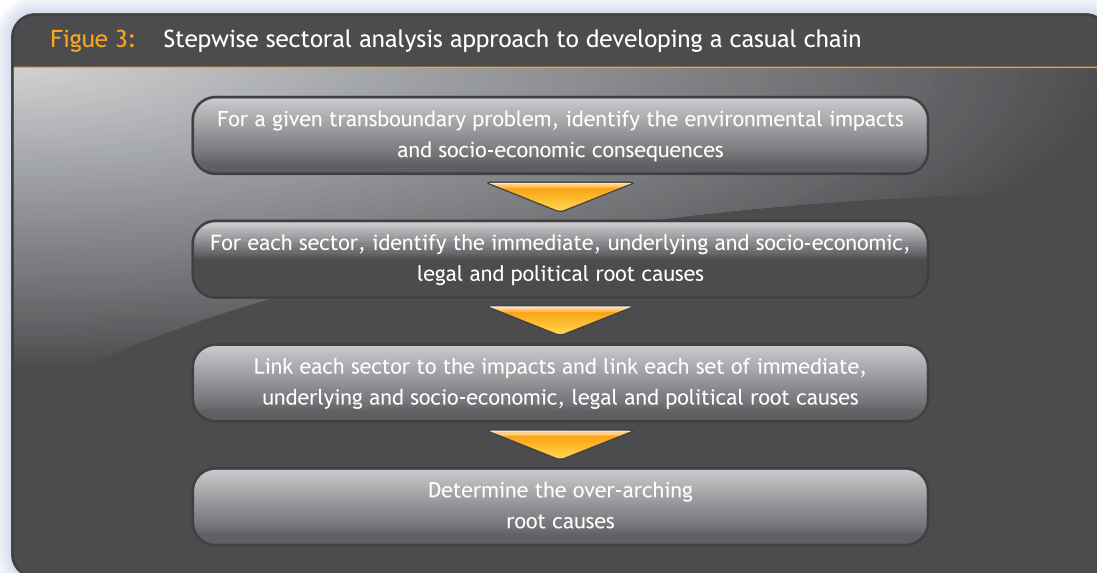 Figue 3: Stepwise sectoral analysis approach to developing a casual chain
For a given transboundary problem, identify the environmental impacts
and socio-economic consequences
For each sector, identify the immediate, underlying and socio-economic,
legal and political root causes
Link each sector to the impacts and link each set of immediate,
underlying and socio-economic, legal and political root causes
Determine the over-arching
root causes